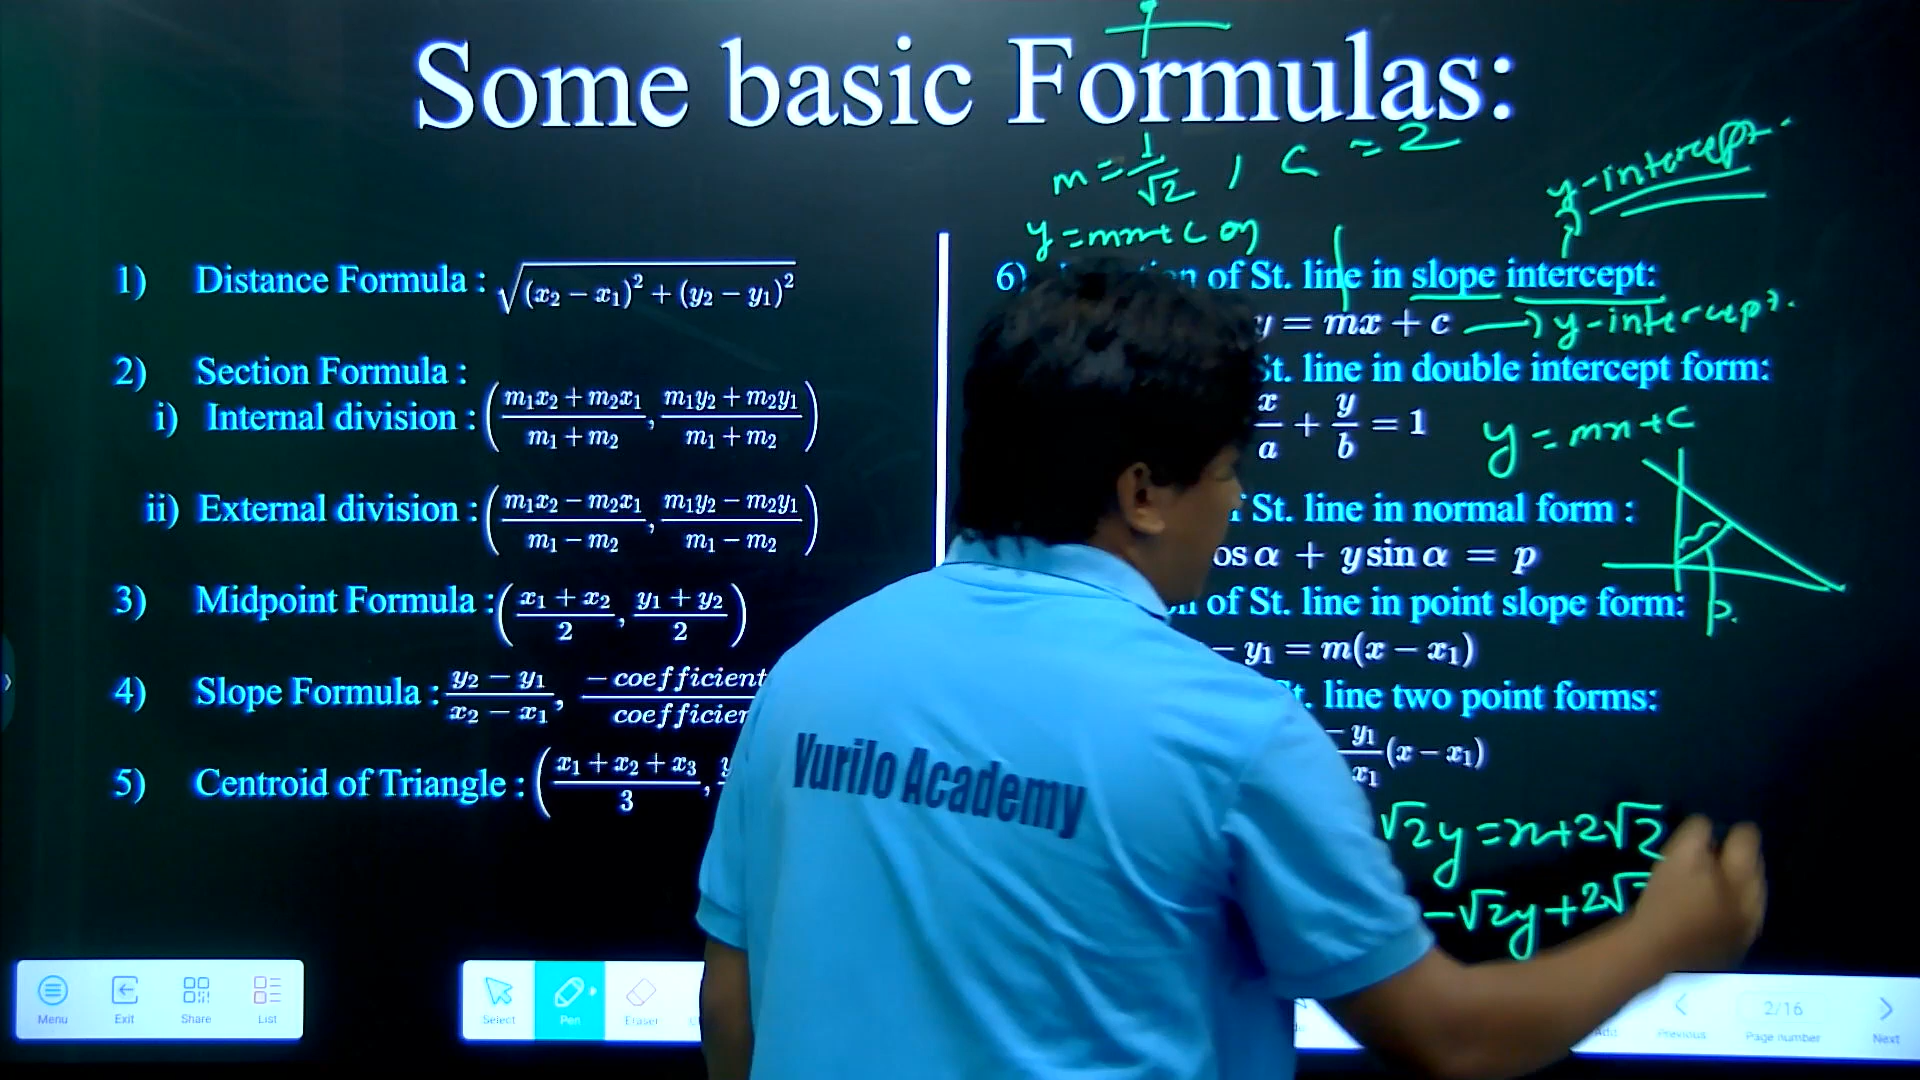 Some basic Formulas:
m = 1/√2 , c = 2
y-intercept.
y = mx + c
1) Distance Formula : √((x₂ − x₁)² + (y₂ − y₁)²)
2) Section Formula :
i) Internal division : ((m₁x₂ + m₂x₁)/(m₁ + m₂), (m₁y₂ + m₂y₁)/(m₁ + m₂))
ii) External division : ((m₁x₂ − m₂x₁)/(m₁ − m₂), (m₁y₂ − m₂y₁)/(m₁ − m₂))
3) Midpoint Formula : ((x₁ + x₂)/2, (y₁ + y₂)/2)
4) Slope Formula : (y₂ − y₁)/(x₂ − x₁), − coefficient
5) Centroid of Triangle : ((x₁ + x₂ + x₃)/3,
6) of St. line in slope intercept:
y = mx + c → y-intercept.
St. line in double intercept form:
x/a + y/b = 1
y = mx + c
St. line in normal form :
os α + y sin α = p
p.
of St. line in point slope form:
− y₁ = m(x − x₁)
St. line two point forms:
− y₁
x₁ (x − x₁)
√2y = x + 2√2
−√2y + 2√
Vurilo Academy
Menu Exit Share List
Select Pen Eraser
Add Previous 2/16 Page number Next